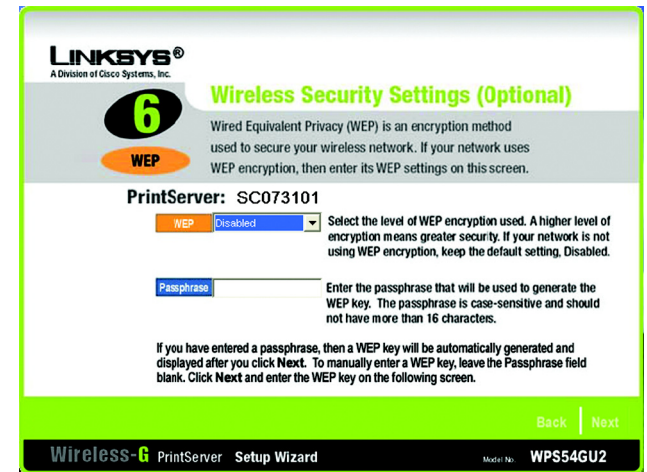 LINKSYS®
A Division of Cisco Systems, Inc.
6
WEP
Wireless Security Settings (Optional)
Wired Equivalent Privacy (WEP) is an encryption method
used to secure your wireless network. If your network uses
WEP encryption, then enter its WEP settings on this screen.
PrintServer: SC073101
WEP Disabled
Select the level of WEP encryption used. A higher level of
encryption means greater security. If your network is not
using WEP encryption, keep the default setting, Disabled.
Passphrase
Enter the passphrase that will be used to generate the
WEP key. The passphrase is case-sensitive and should
not have more than 16 characters.
If you have entered a passphrase, then a WEP key will be automatically generated and
displayed after you click Next. To manually enter a WEP key, leave the Passphrase field
blank. Click Next and enter the WEP key on the following screen.
Back Next
Wireless-G PrintServer Setup Wizard Model No. WPS54GU2